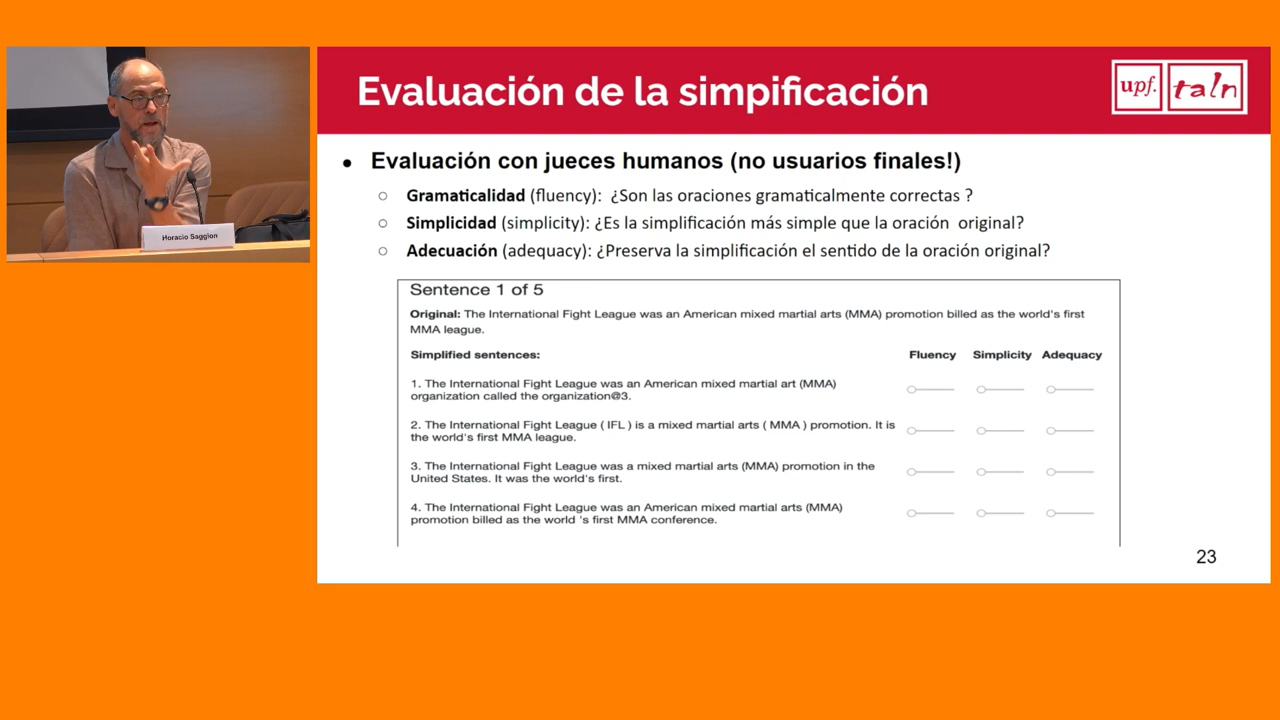 Evaluación de la simpificación
upf. taln
Evaluación con jueces humanos (no usuarios finales!)
Gramaticalidad (fluency): ¿Son las oraciones gramaticalmente correctas ?
Simplicidad (simplicity): ¿Es la simplificación más simple que la oración original?
Adecuación (adequacy): ¿Preserva la simplificación el sentido de la oración original?
Sentence 1 of 5
Original: The International Fight League was an American mixed martial arts (MMA) promotion billed as the world's first
MMA league.
Simplified sentences: Fluency Simplicity Adequacy
1. The International Fight League was an American mixed martial art (MMA)
organization called the organization@3.
2. The International Fight League ( IFL ) is a mixed martial arts ( MMA ) promotion. It is
the world's first MMA league.
3. The International Fight League was a mixed martial arts (MMA) promotion in the
United States. It was the world's first.
4. The International Fight League was an American mixed martial arts (MMA)
promotion billed as the world 's first MMA conference.
23
Horacio Saggion